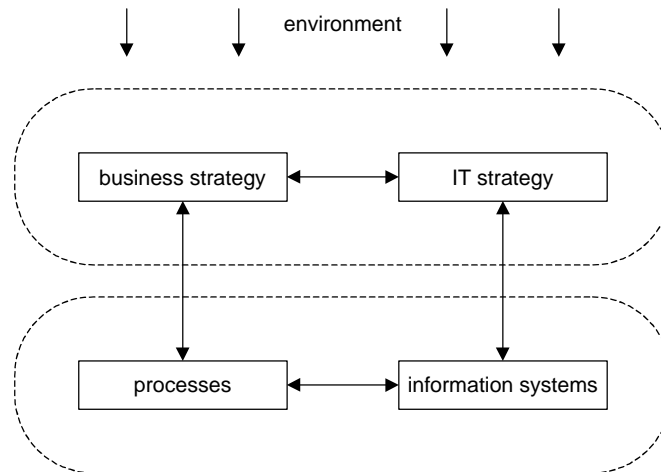 environment
business strategy
IT strategy
processes
information systems